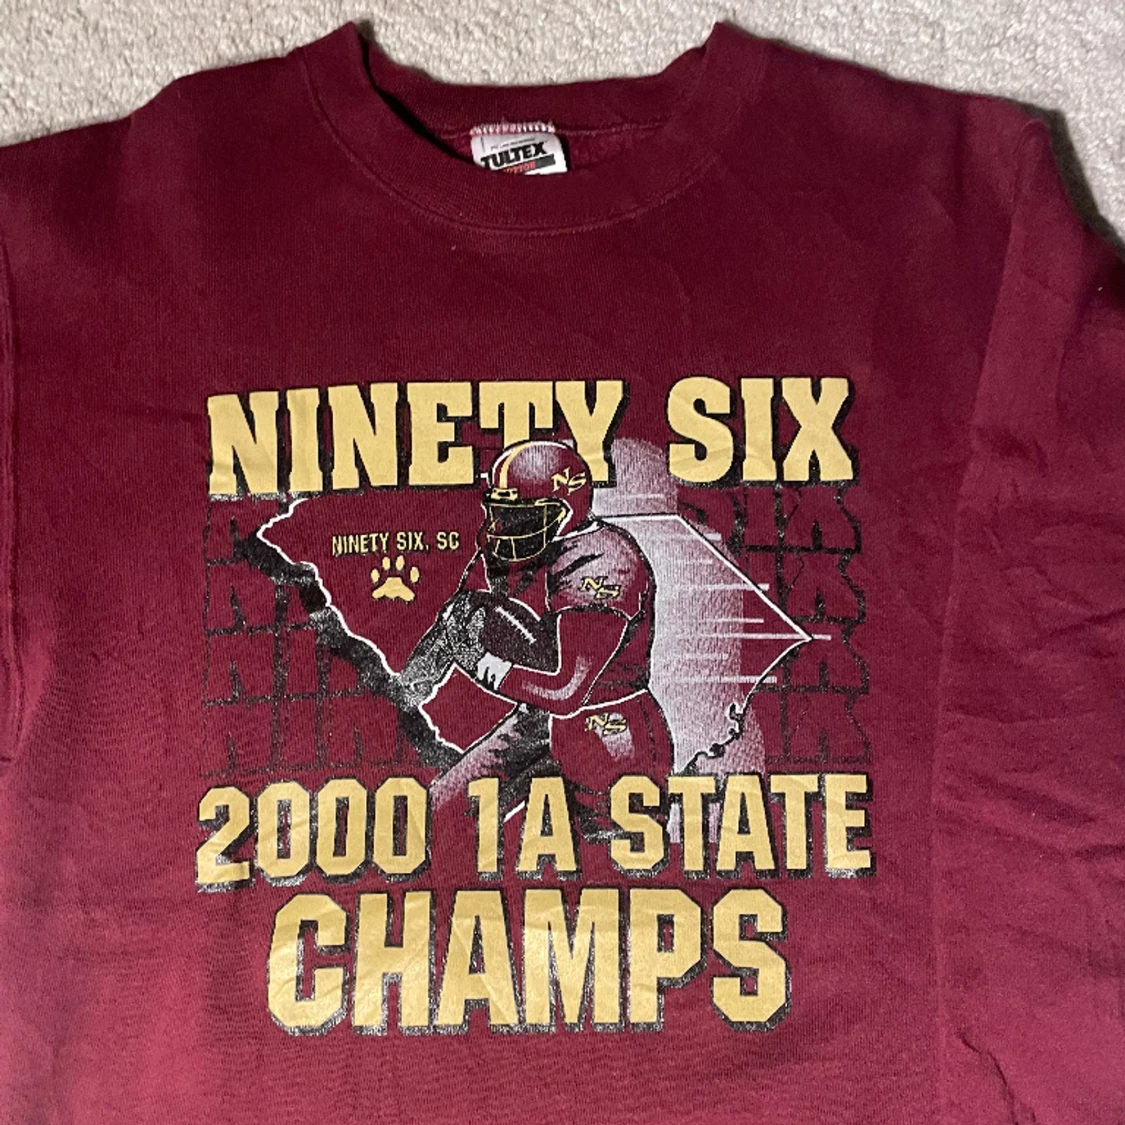 TULTEX
NINETY SIX
NS
NINETY SIX, SC
NS
NS
2000 1A STATE
CHAMPS